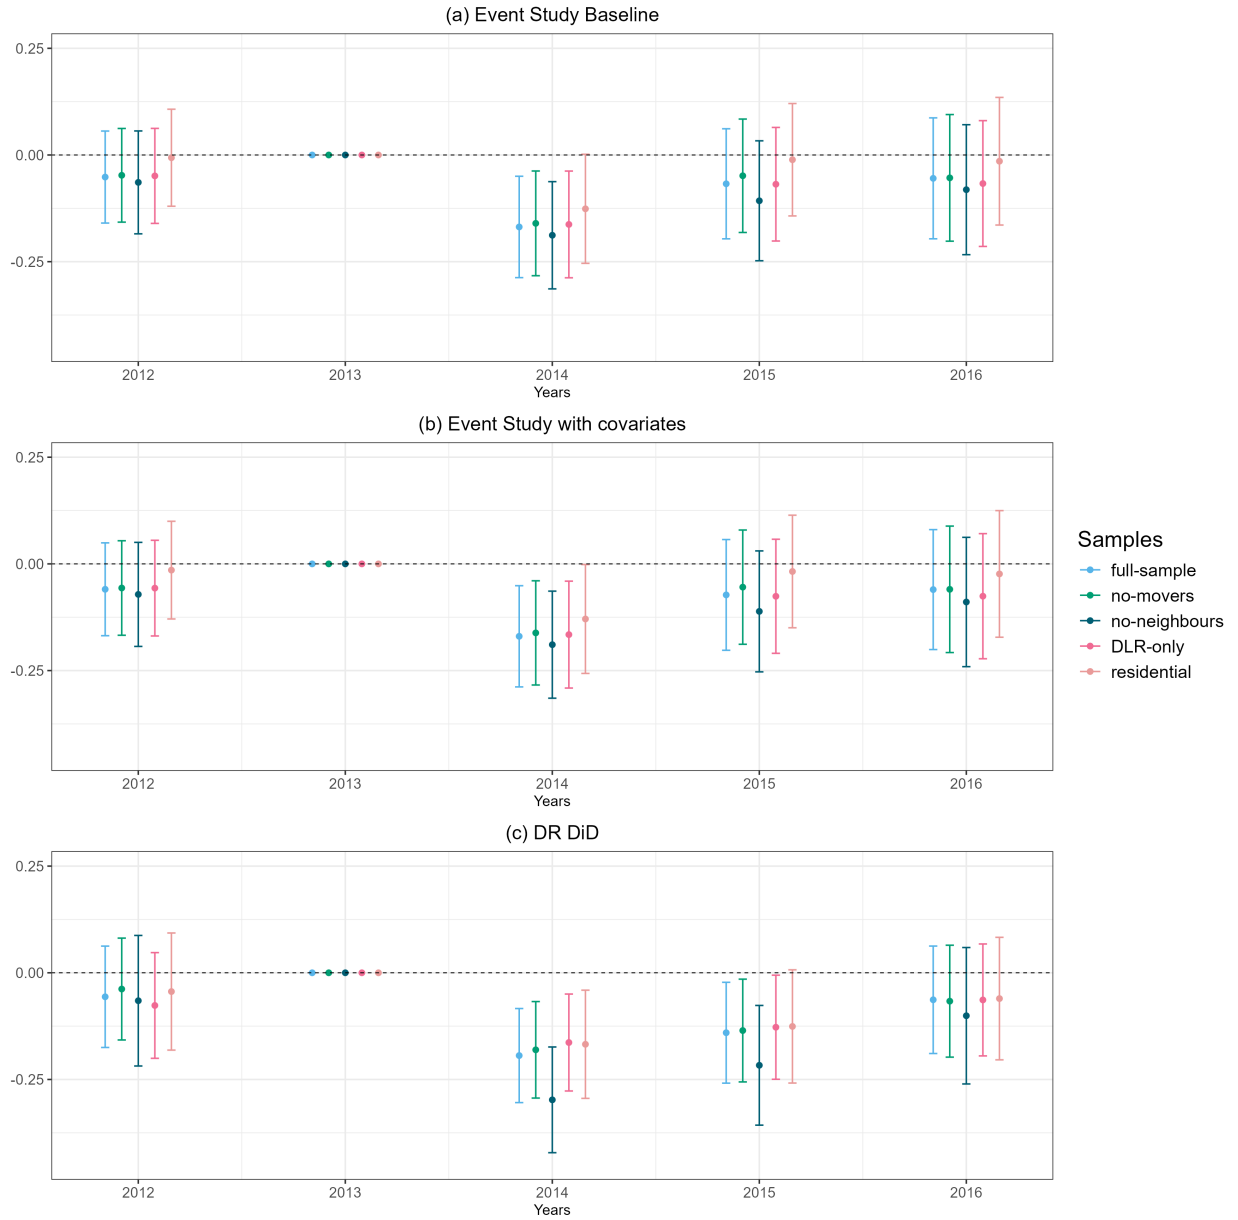 (a) Event Study Baseline
0.25
0.00
-0.25
2012 2013 2014 2015 2016
Years
(b) Event Study with covariates
0.25
0.00
-0.25
2012 2013 2014 2015 2016
Years
Samples
full-sample
no-movers
no-neighbours
DLR-only
residential
(c) DR DiD
0.25
0.00
-0.25
2012 2013 2014 2015 2016
Years